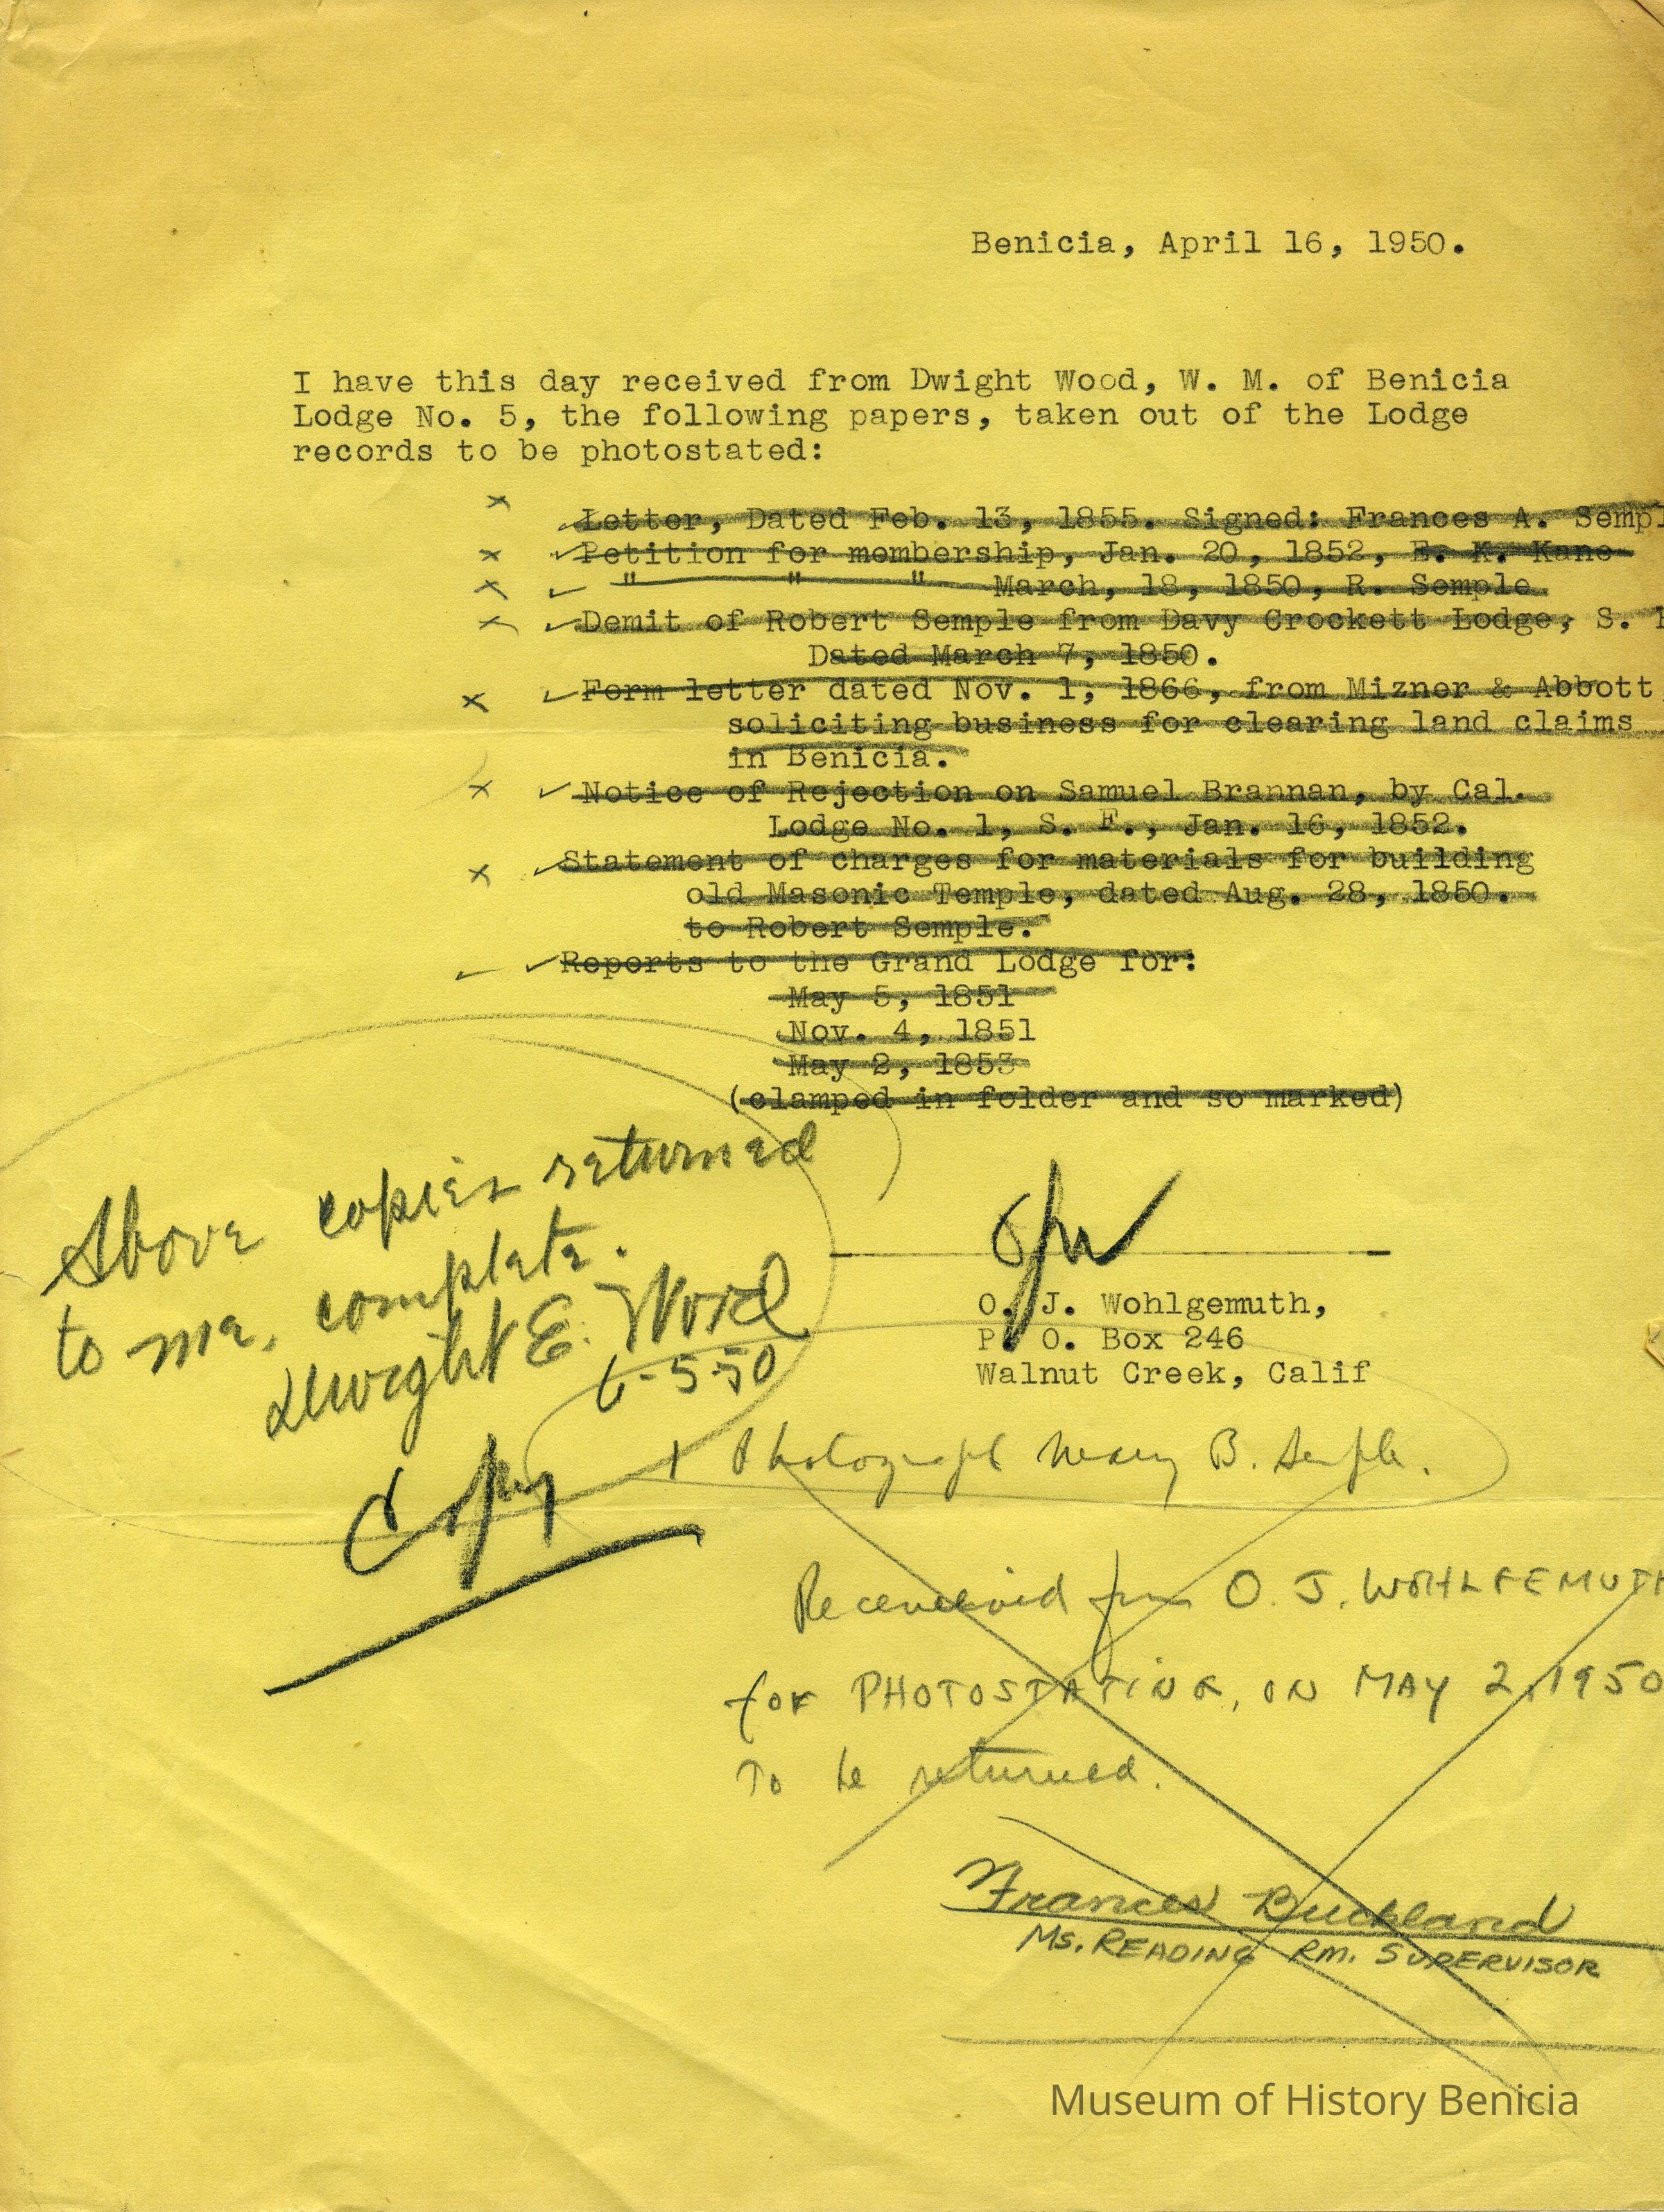 Benicia, April 16, 1950.
I have this day received from Dwight Wood, W. M. of Benicia
Lodge No. 5, the following papers, taken out of the Lodge
records to be photostated:
x ✓ Letter, Dated Feb. 13, 1855. Signed: Frances A. Sempl
x ✓ Petition for membership, Jan. 20, 1852, E. K. Kane
x ✓ " " " March, 18, 1850, R. Semple
x ✓ Demit of Robert Semple from Davy Crockett Lodge, S.
Dated March 7, 1850.
x ✓ Form letter dated Nov. 1, 1866, from Mizner & Abbott,
soliciting business for clearing land claims
in Benicia.
x ✓ Notice of Rejection on Samuel Brannan, by Cal.
Lodge No. 1, S. F., Jan. 16, 1852.
x ✓ Statement of charges for materials for building
old Masonic Temple, dated Aug. 28, 1850.
to Robert Semple.
✓ ✓ Reports to the Grand Lodge for:
May 5, 1851
Nov. 4, 1851
May 2, 1853
(clamped in folder and so marked)
Above copies returned
to me, complete.
Dwight E. Wood
6-5-50
Copy
OJW
O. J. Wohlgemuth,
P. O. Box 246
Walnut Creek, Calif
1 Photograph Mary B. Semple.
from O. J. WOHLGEMUTH
for PHOTOSTATING, ON MAY 2, 1950
To be returned.
Frances Buckland
Ms. READING RM. SUPERVISOR
Museum of History Benicia